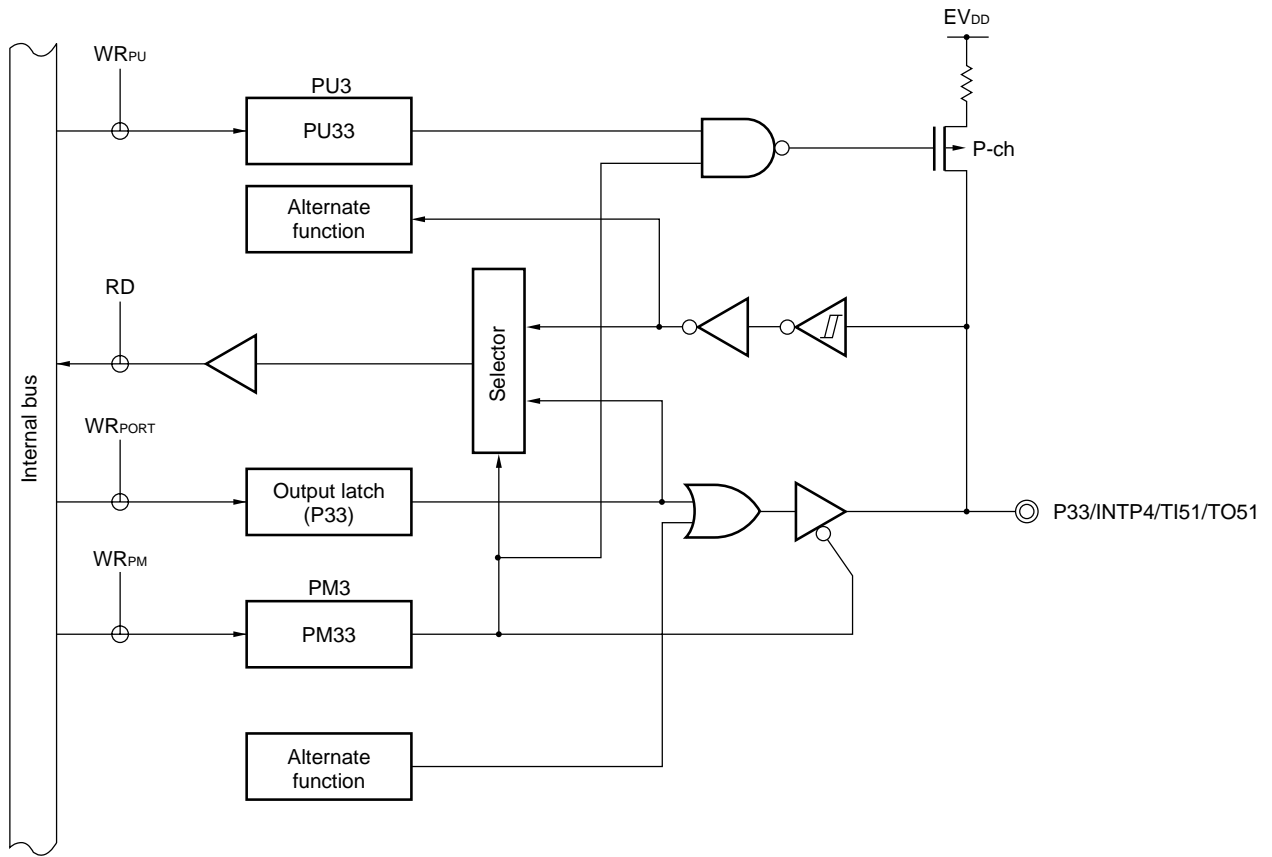 EVDD
WRPU
PU3
PU33
P-ch
Alternate
function
RD
Selector
Internal bus
WRPORT
Output latch
(P33)
P33/INTP4/TI51/TO51
WRPM
PM3
PM33
Alternate
function